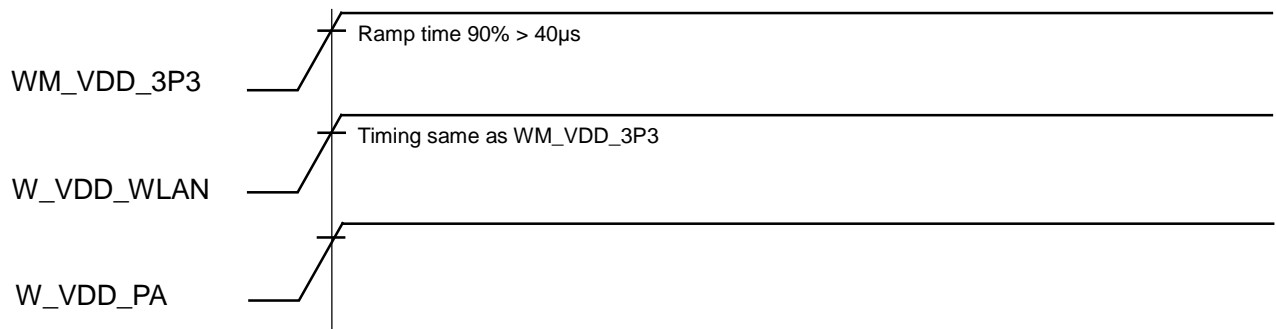 Ramp time 90% > 40µs
WM_VDD_3P3
Timing same as WM_VDD_3P3
W_VDD_WLAN
W_VDD_PA